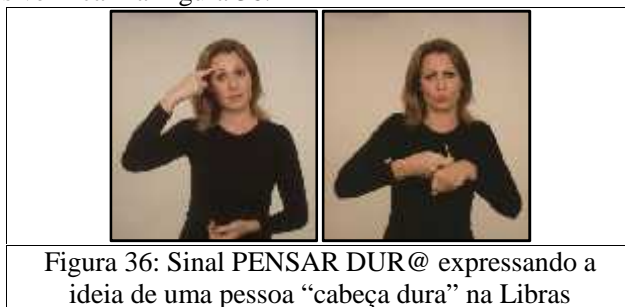 Figura 36: Sinal PENSAR DUR@ expressando a
ideia de uma pessoa “cabeça dura” na Libras